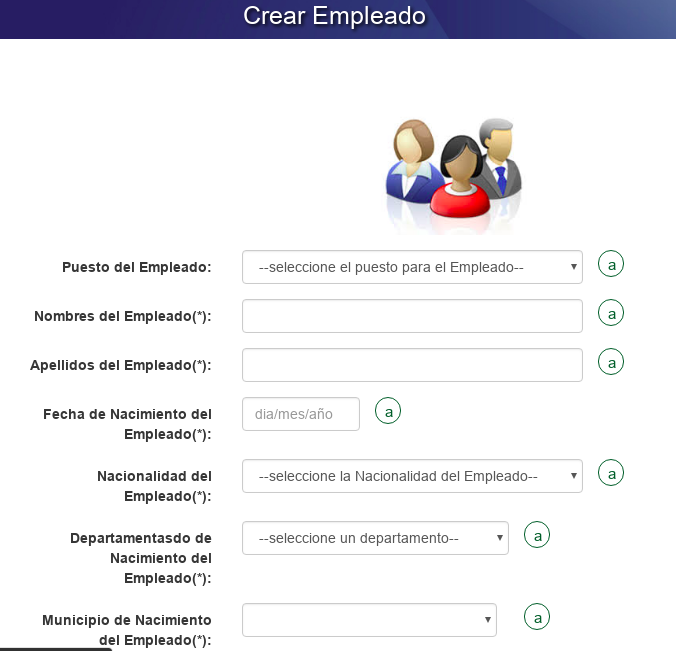 Crear Empleado
Puesto del Empleado: --seleccione el puesto para el Empleado-- a
Nombres del Empleado(*): a
Apellidos del Empleado(*): a
Fecha de Nacimiento del dia/mes/año a
Empleado(*):
Nacionalidad del --seleccione la Nacionalidad del Empleado-- a
Empleado(*):
Departamentasdo de --seleccione un departamento-- a
Nacimiento del
Empleado(*):
Municipio de Nacimiento a
del Empleado(*):